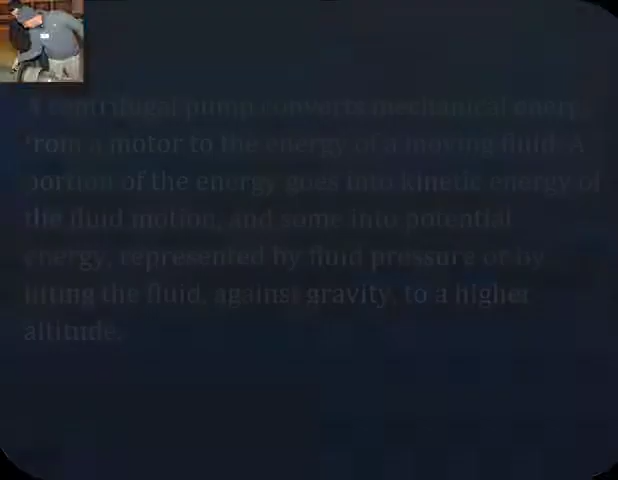 A centrifugal pump converts mechanical energy
from a motor to the energy of a moving fluid. A
portion of the energy goes into kinetic energy of
the fluid motion, and some into potential
energy, represented by fluid pressure or by
lifting the fluid, against gravity, to a higher
altitude.